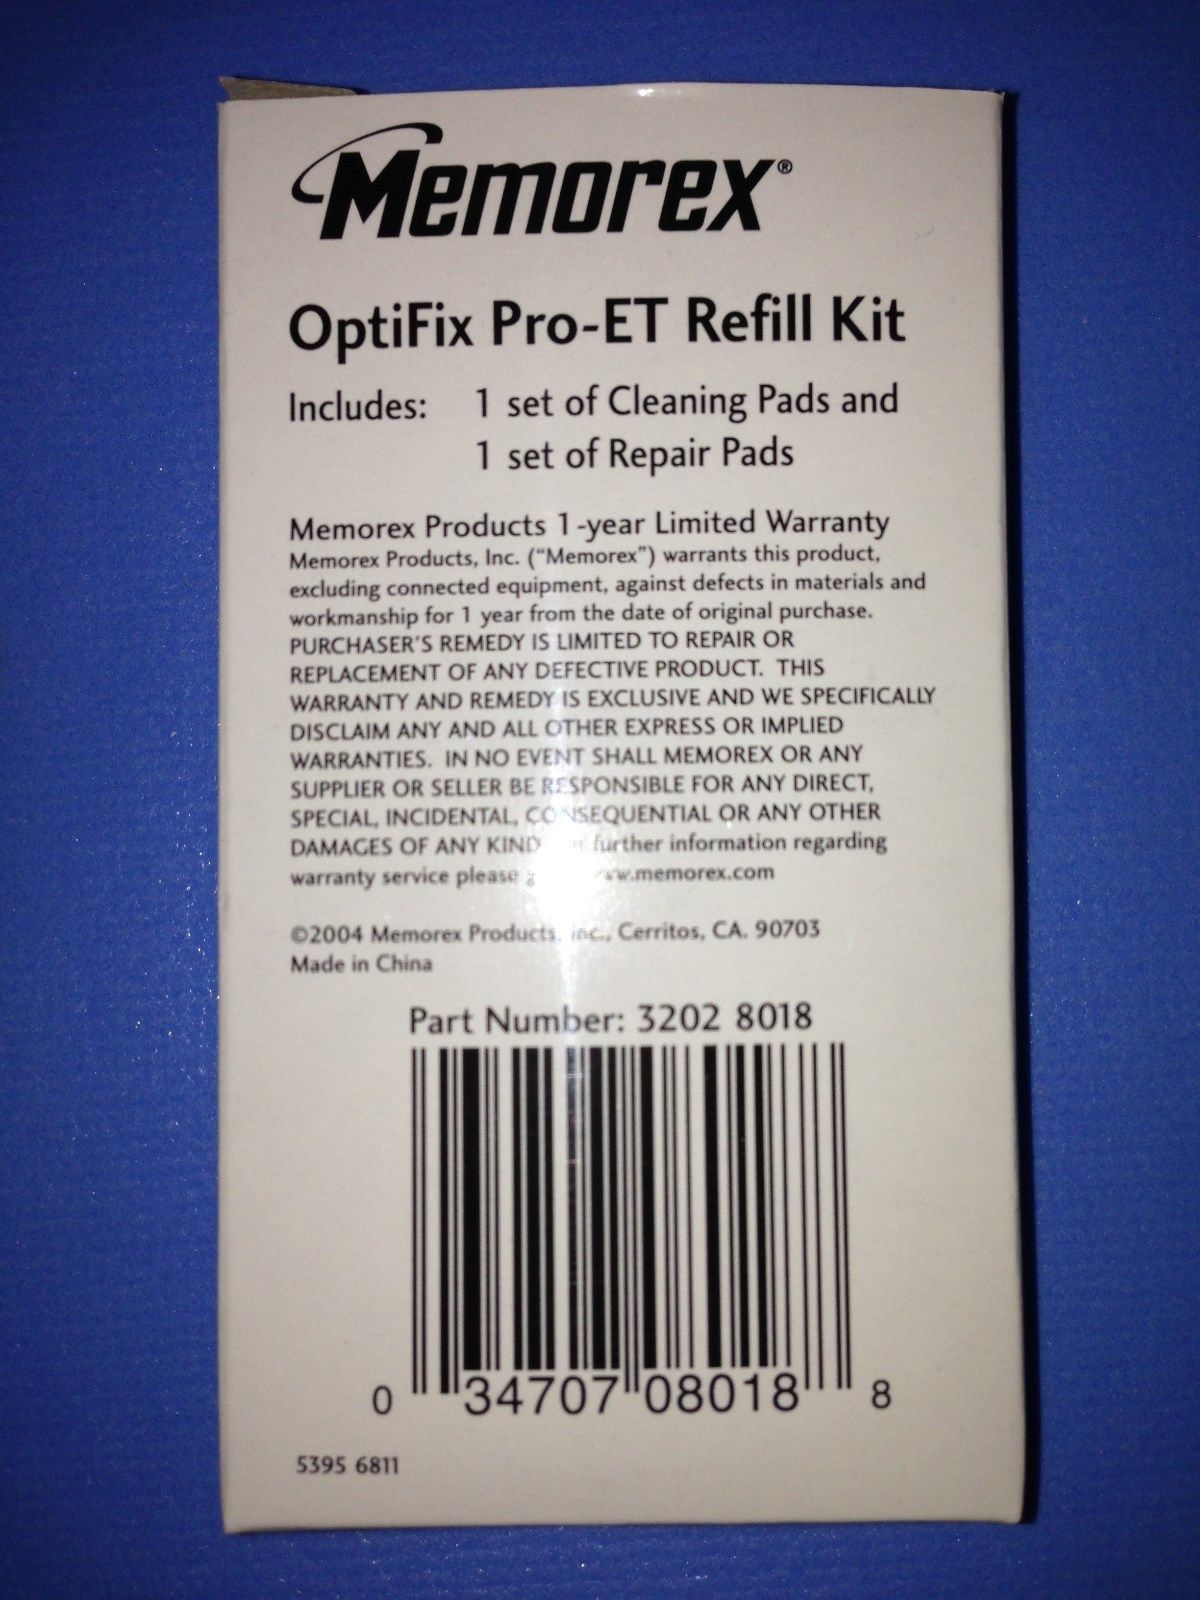 Memorex®
OptiFix Pro-ET Refill Kit
Includes: 1 set of Cleaning Pads and
1 set of Repair Pads
Memorex Products 1-year Limited Warranty
Memorex Products, Inc. ("Memorex") warrants this product,
excluding connected equipment, against defects in materials and
workmanship for 1 year from the date of original purchase.
PURCHASER'S REMEDY IS LIMITED TO REPAIR OR
REPLACEMENT OF ANY DEFECTIVE PRODUCT. THIS
WARRANTY AND REMEDY IS EXCLUSIVE AND WE SPECIFICALLY
DISCLAIM ANY AND ALL OTHER EXPRESS OR IMPLIED
WARRANTIES. IN NO EVENT SHALL MEMOREX OR ANY
SUPPLIER OR SELLER BE RESPONSIBLE FOR ANY DIRECT,
SPECIAL, INCIDENTAL, CONSEQUENTIAL OR ANY OTHER
DAMAGES OF ANY KIND further information regarding
warranty service please www.memorex.com
©2004 Memorex Products, Inc., Cerritos, CA. 90703
Made in China
Part Number: 3202 8018
0 34707 08018 8
5395 6811